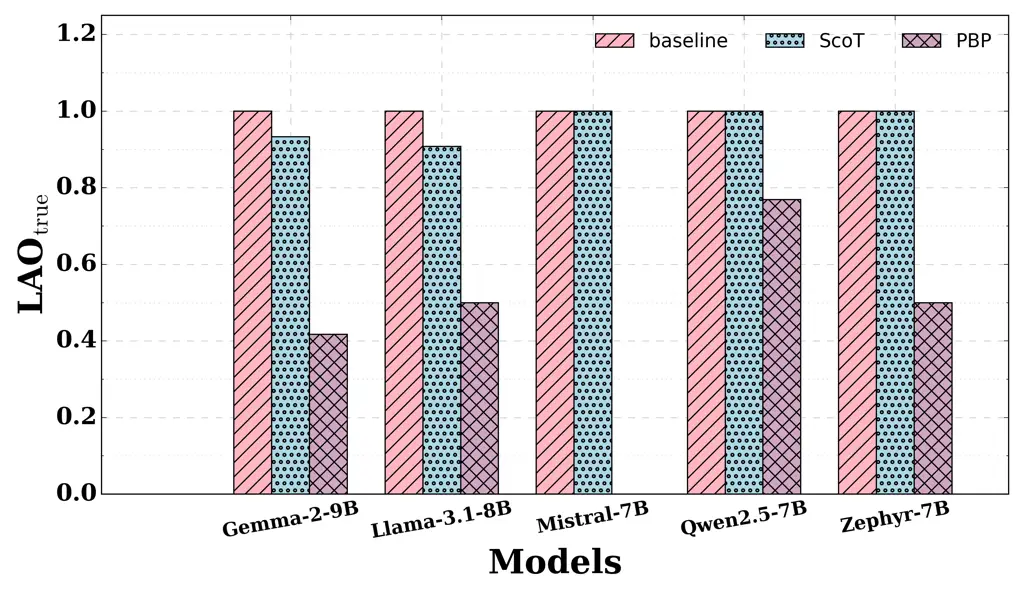 baseline ScoT PBP
1.2
1.0
0.8
0.6
0.4
0.2
0.0
LAOtrue
Gemma-2-9B Llama-3.1-8B Mistral-7B Qwen2.5-7B Zephyr-7B
Models